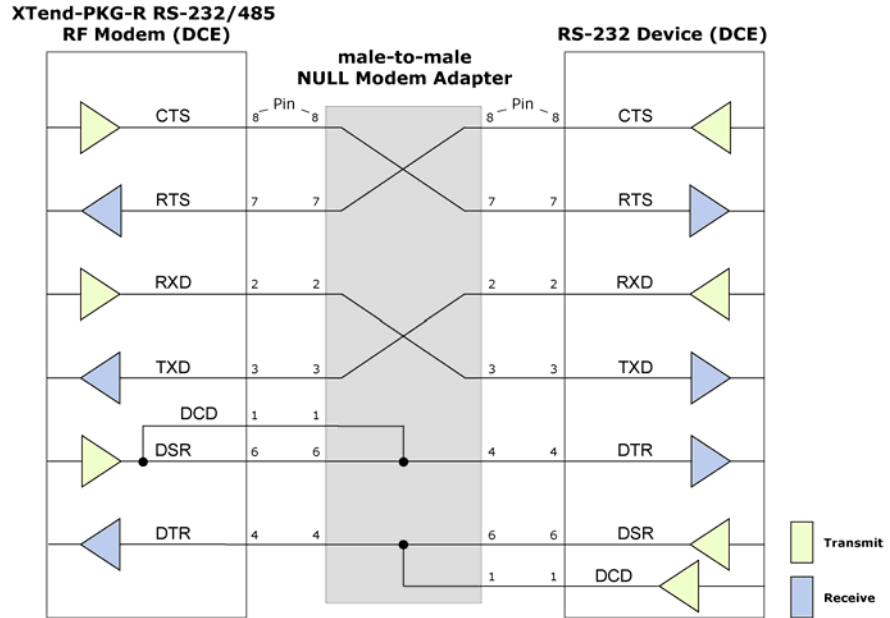 XTend-PKG-R RS-232/485
RF Modem (DCE)
male-to-male
NULL Modem Adapter
RS-232 Device (DCE)
CTS 8 Pin 8 8 Pin 8 CTS
RTS 7 7 7 7 RTS
RXD 2 2 2 2 RXD
TXD 3 3 3 3 TXD
DCD 1 1
DSR 6 6 4 4 DTR
DTR 4 4 6 6 DSR
1 1 DCD
Transmit
Receive